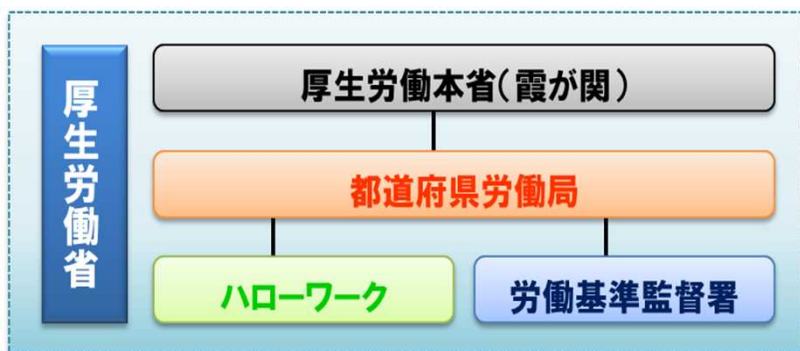 厚生労働省
厚生労働本省(霞が関)
都道府県労働局
ハローワーク
労働基準監督署